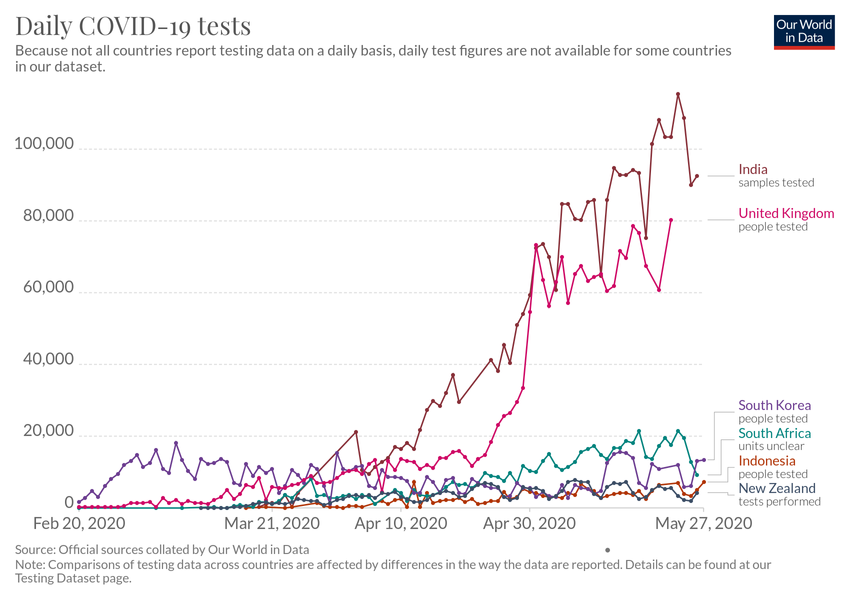 Daily COVID-19 tests
Our World
in Data
Because not all countries report testing data on a daily basis, daily test figures are not available for some countries
in our dataset.
100,000
80,000
60,000
40,000
20,000
0
India
samples tested
United Kingdom
people tested
South Korea
people tested
South Africa
units unclear
Indonesia
people tested
New Zealand
tests performed
Feb 20, 2020
Mar 21, 2020
Apr 10, 2020
Apr 30, 2020
May 27, 2020
Source: Official sources collated by Our World in Data
Note: Comparisons of testing data across countries are affected by differences in the way the data are reported. Details can be found at our
Testing Dataset page.